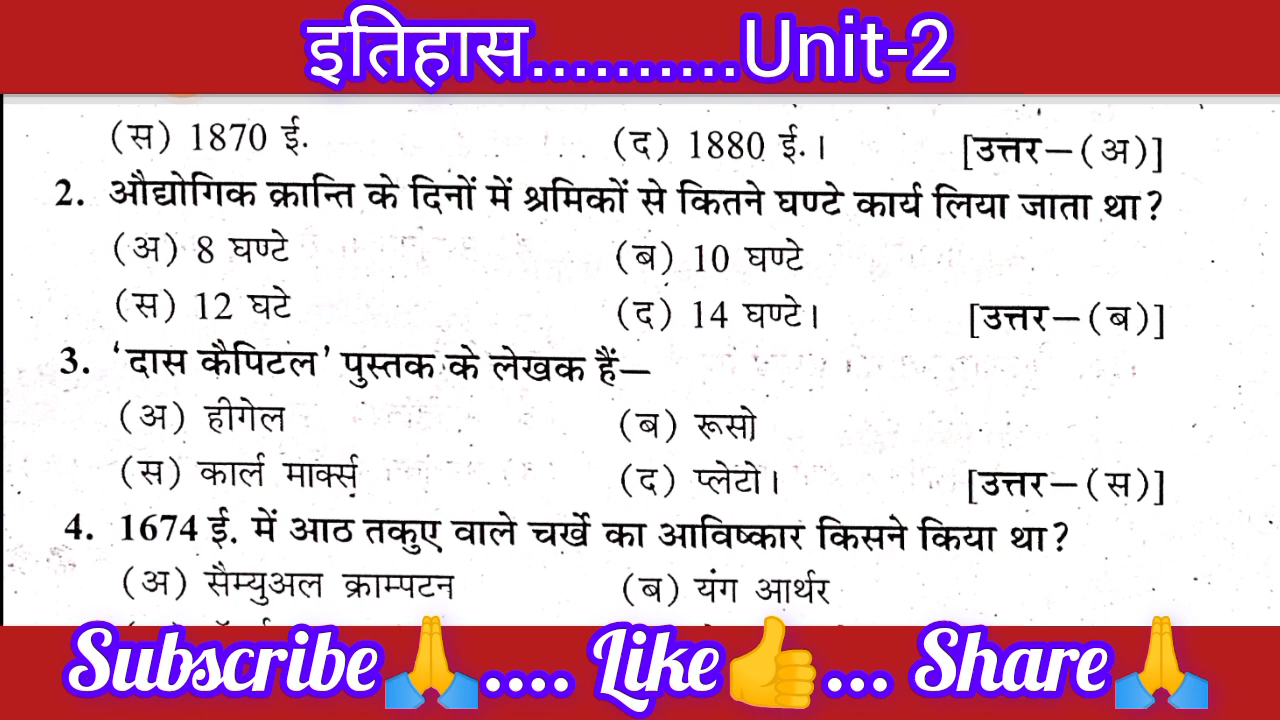 इतिहास..........Unit-2
(स) 1870 ई. (द) 1880 ई.। [उत्तर–(अ)]
2. औद्योगिक क्रान्ति के दिनों में श्रमिकों से कितने घण्टे कार्य लिया जाता था?
(अ) 8 घण्टे (ब) 10 घण्टे
(स) 12 घटे (द) 14 घण्टे। [उत्तर–(ब)]
3. ‘दास कैपिटल’ पुस्तक के लेखक हैं—
(अ) हीगेल (ब) रूसो
(स) कार्ल मार्क्स (द) प्लेटो। [उत्तर–(स)]
4. 1674 ई. में आठ तकुए वाले चर्खे का आविष्कार किसने किया था?
(अ) सैम्युअल क्राम्पटन (ब) यंग आर्थर
Subscribe🙏.... Like👍... Share🙏